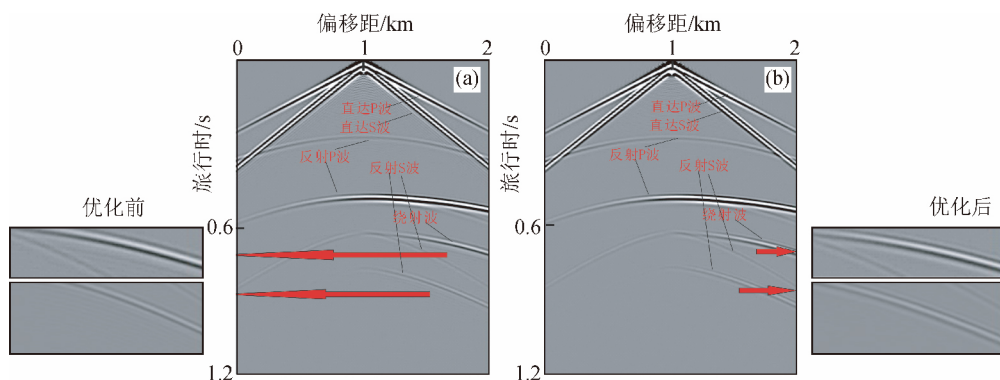 偏移距/km
0
1
2
(a)
直达P波
直达S波
反射P波
反射S波
绕射波
旅行时/s
0.6
1.2
优化前
偏移距/km
0
1
2
(b)
直达P波
直达S波
反射P波
反射S波
绕射波
旅行时/s
0.6
1.2
优化后